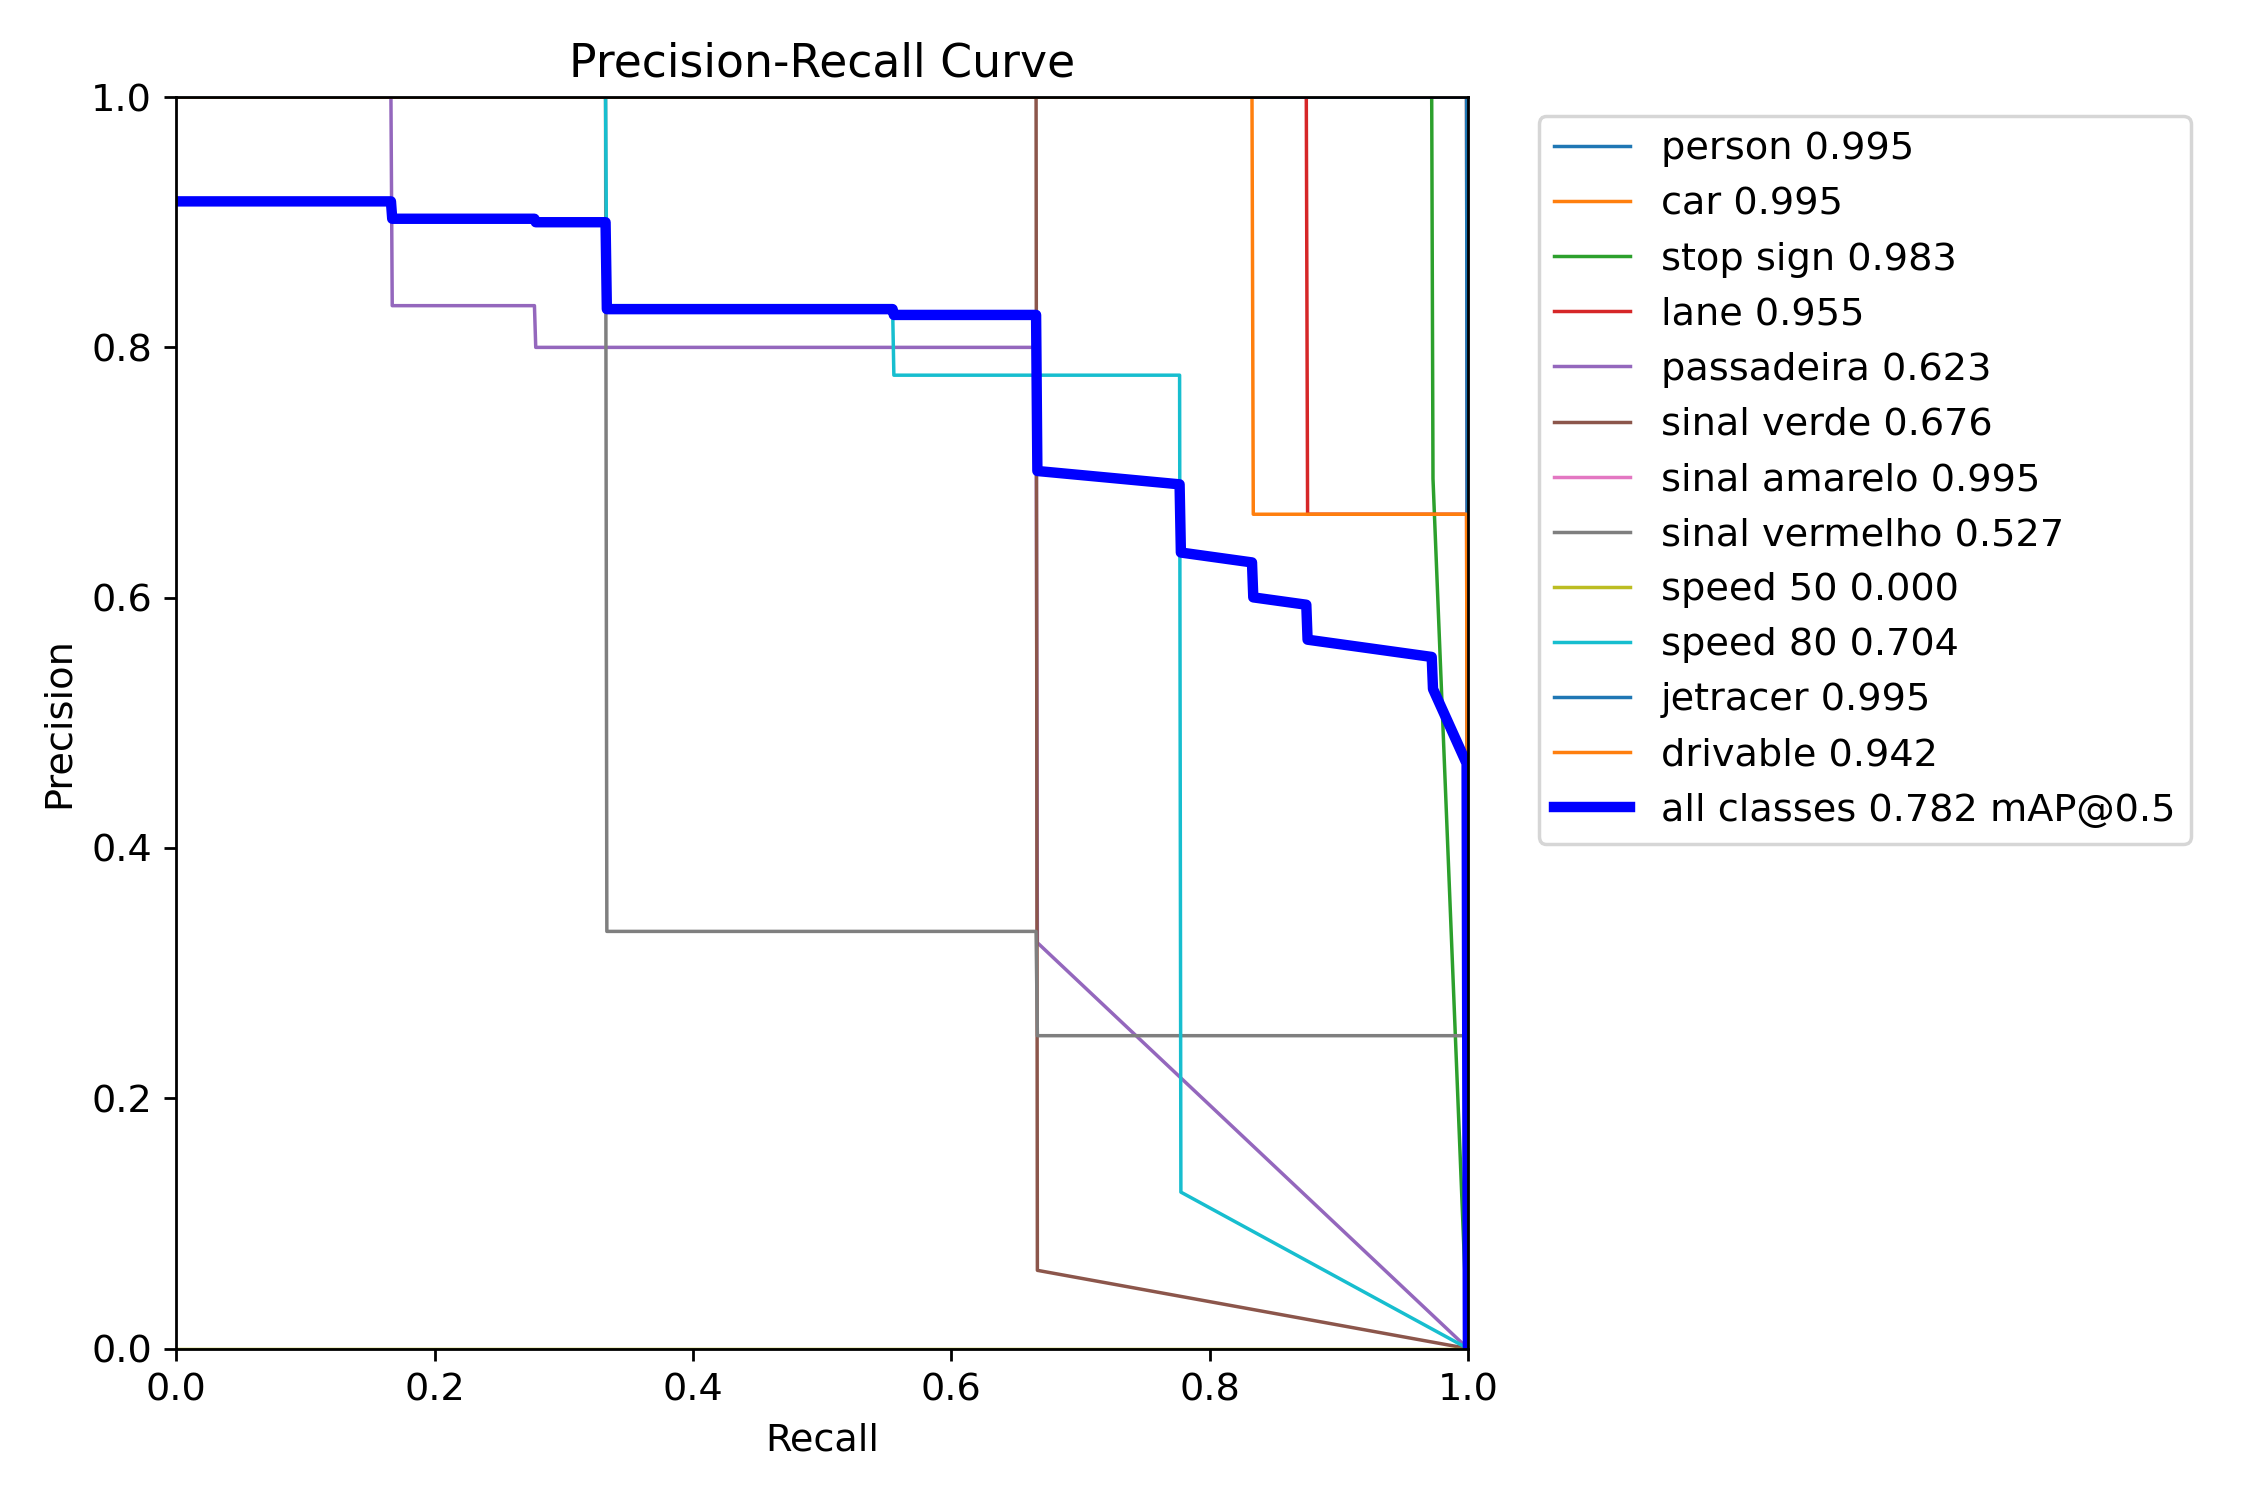 Precision-Recall Curve
1.0
0.8
0.6
0.4
0.2
0.0
Precision
0.0 0.2 0.4 0.6 0.8 1.0
Recall
person 0.995
car 0.995
stop sign 0.983
lane 0.955
passadeira 0.623
sinal verde 0.676
sinal amarelo 0.995
sinal vermelho 0.527
speed 50 0.000
speed 80 0.704
jetracer 0.995
drivable 0.942
all classes 0.782 mAP@0.5